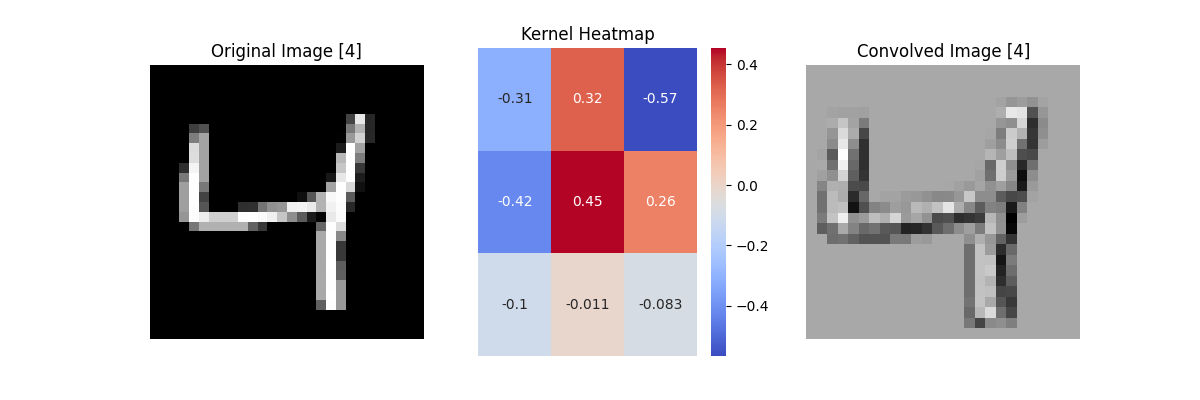 Original Image [4]
Kernel Heatmap
Convolved Image [4]
-0.31 0.32 -0.57
-0.42 0.45 0.26
-0.1 -0.011 -0.083
0.4
0.2
0.0
−0.2
−0.4
4